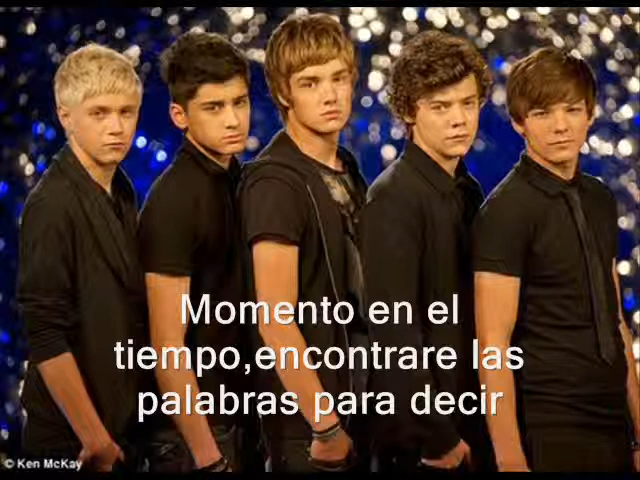 Momento en el
tiempo,encontrare las
palabras para decir
© Ken McKay